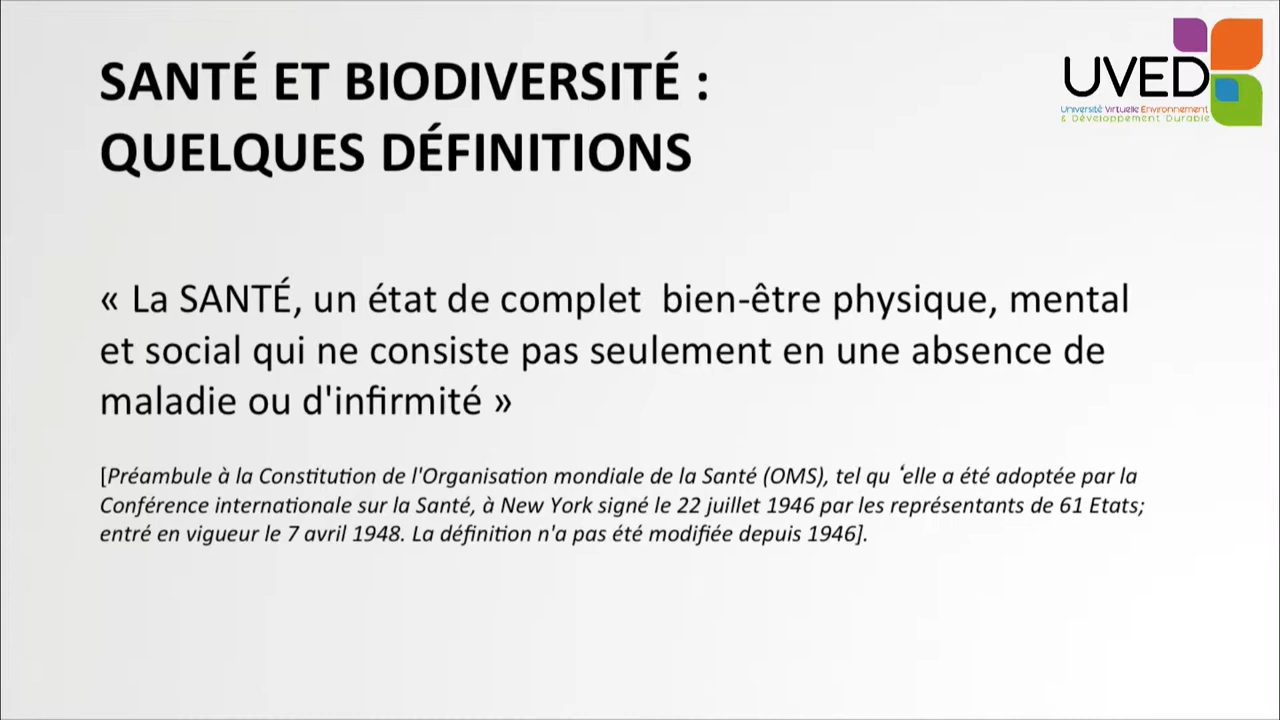 SANTÉ ET BIODIVERSITÉ :
QUELQUES DÉFINITIONS
UVED
Université Virtuelle Environnement
& Développement Durable
« La SANTÉ, un état de complet  bien-être physique, mental
et social qui ne consiste pas seulement en une absence de
maladie ou d'infirmité »
[Préambule à la Constitution de l'Organisation mondiale de la Santé (OMS), tel qu ‘elle a été adoptée par la
Conférence internationale sur la Santé, à New York signé le 22 juillet 1946 par les représentants de 61 Etats;
entré en vigueur le 7 avril 1948. La définition n'a pas été modifiée depuis 1946].